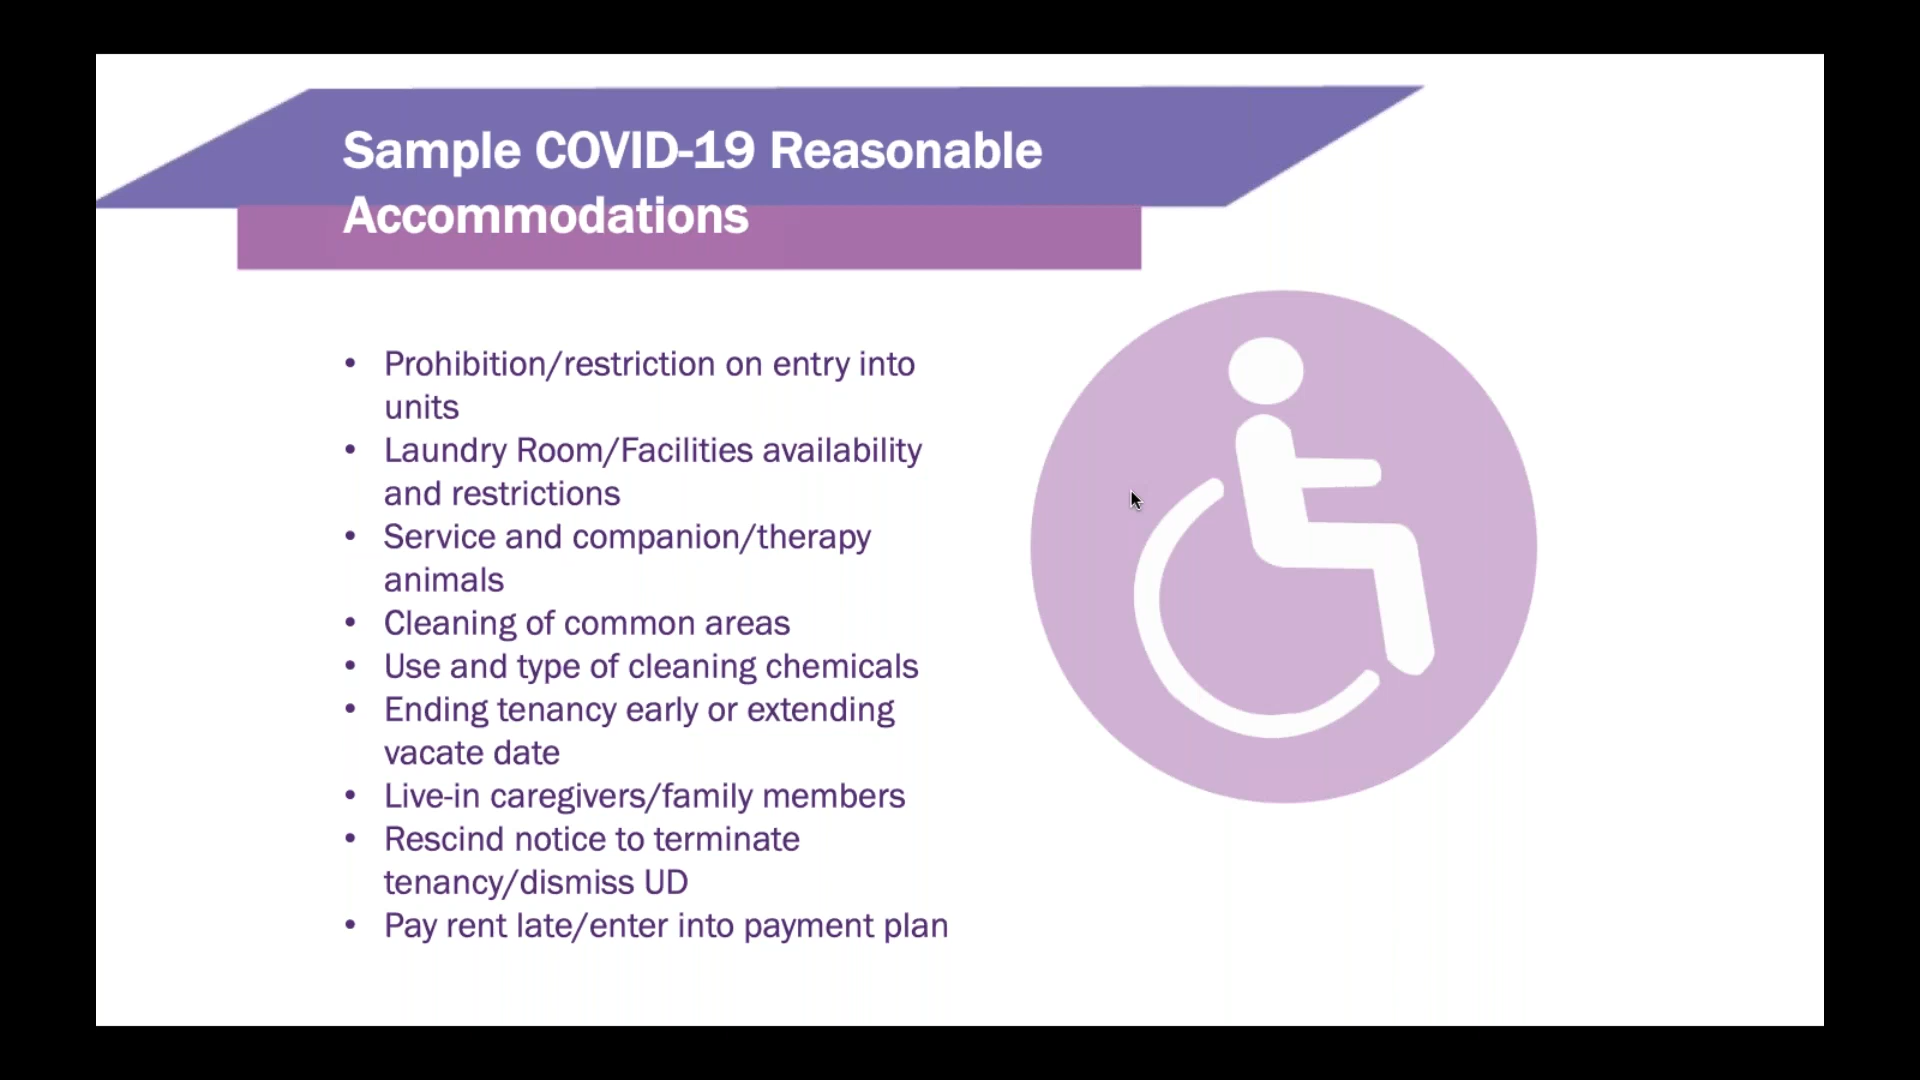 Sample COVID-19 Reasonable
Accommodations
• Prohibition/restriction on entry into
units
• Laundry Room/Facilities availability
and restrictions
• Service and companion/therapy
animals
• Cleaning of common areas
• Use and type of cleaning chemicals
• Ending tenancy early or extending
vacate date
• Live-in caregivers/family members
• Rescind notice to terminate
tenancy/dismiss UD
• Pay rent late/enter into payment plan